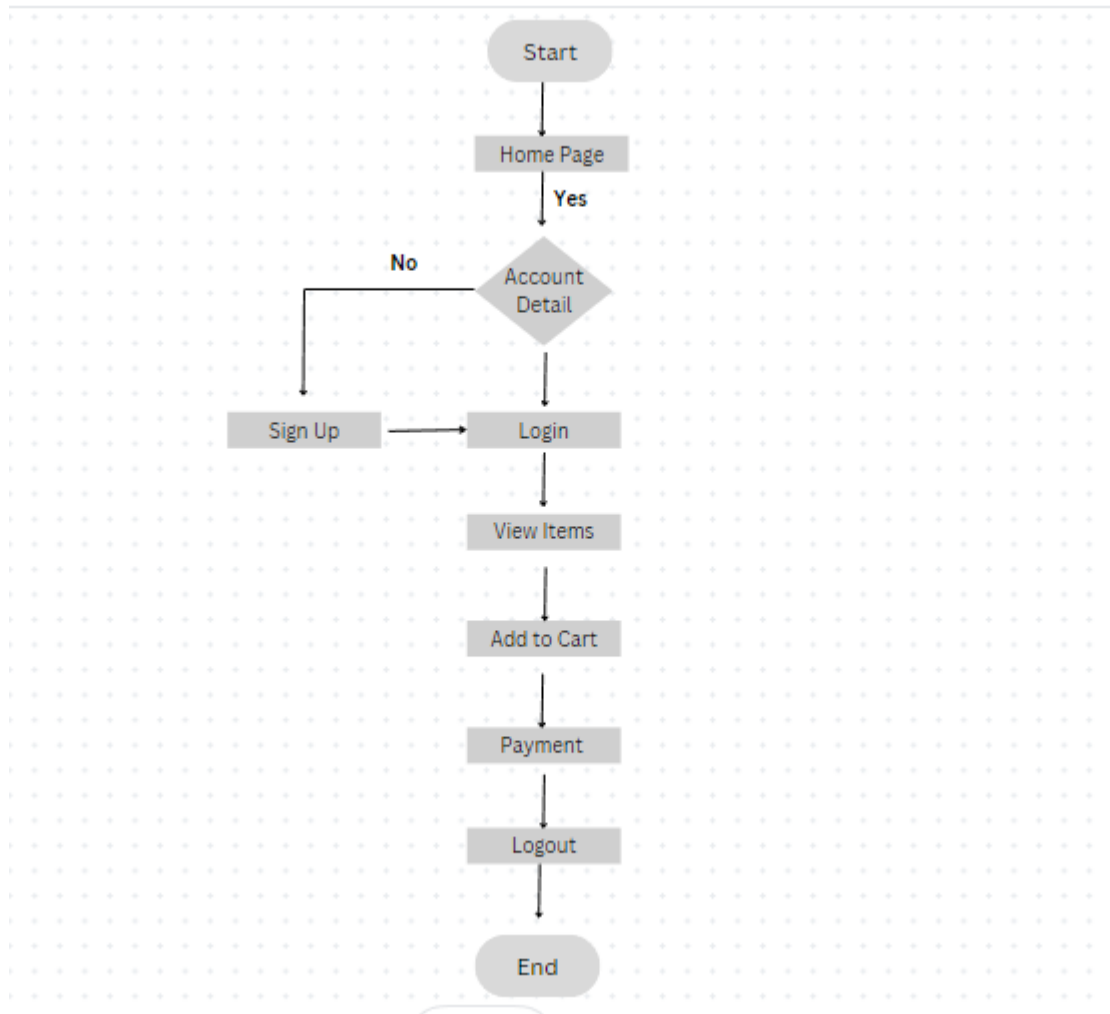 Start
Home Page
Yes
No
Account
Detail
Sign Up
Login
View Items
Add to Cart
Payment
Logout
End